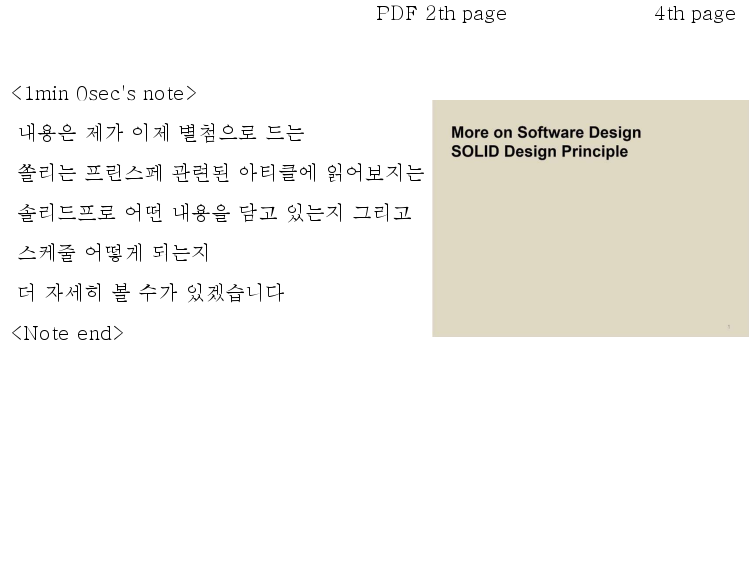 PDF 2th page 4th page
<1min 0sec's note>
내용은 제가 이제 별첨으로 드는
쏠리는 프린스페 관련된 아티클에 읽어보지는
솔리드프로 어떤 내용을 담고 있는지 그리고
스케줄 어떻게 되는지
더 자세히 볼 수가 있겠습니다
<Note end>
More on Software Design
SOLID Design Principle
1